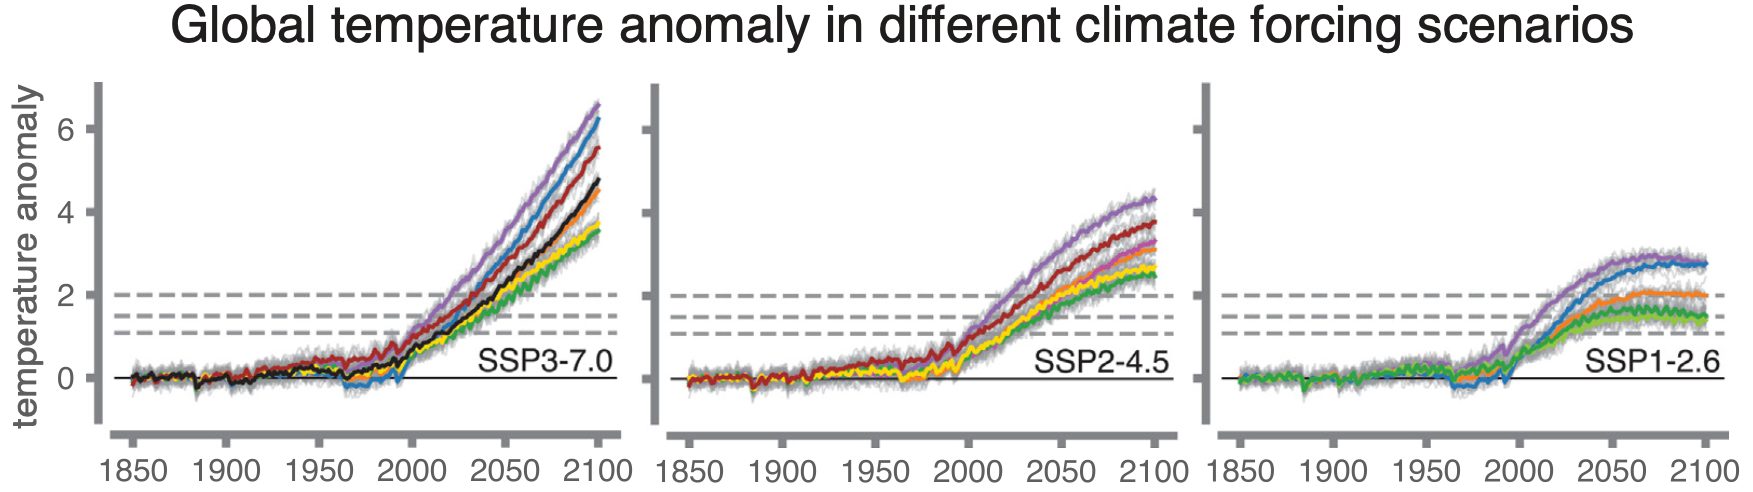 Global temperature anomaly in different climate forcing scenarios
temperature anomaly
6
4
2
0
SSP3-7.0
SSP2-4.5
SSP1-2.6
1850 1900 1950 2000 2050 2100
1850 1900 1950 2000 2050 2100
1850 1900 1950 2000 2050 2100